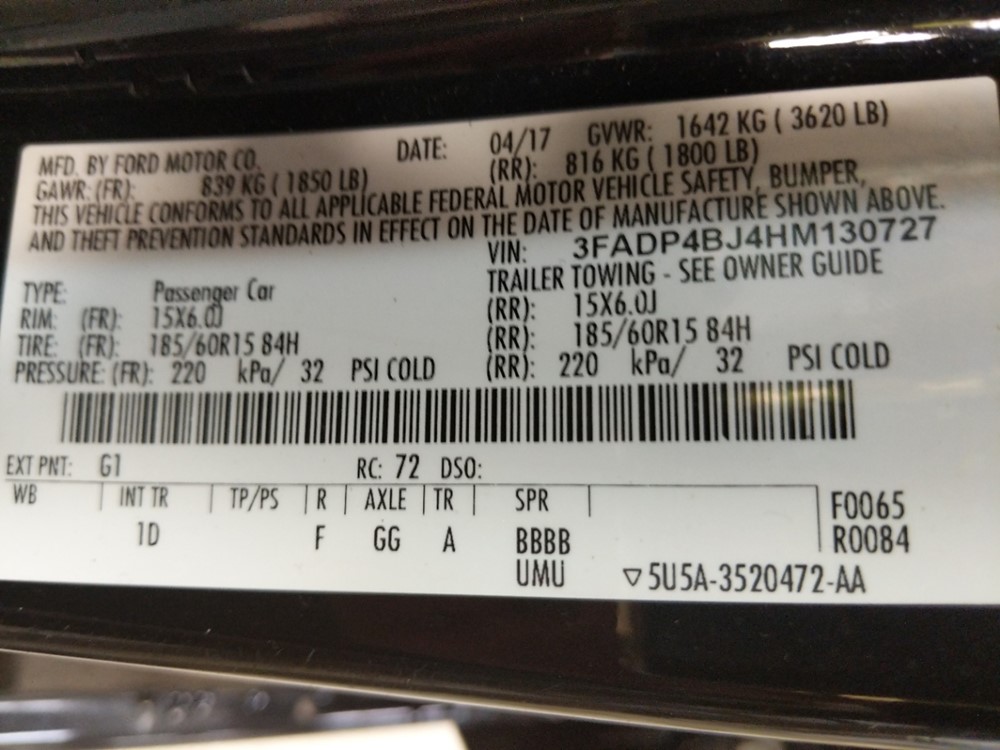 MFD. BY FORD MOTOR CO. DATE: 04/17 GVWR: 1642 KG ( 3620 LB)
GAWR: (FR): 839 KG ( 1850 LB) (RR): 816 KG ( 1800 LB)
THIS VEHICLE CONFORMS TO ALL APPLICABLE FEDERAL MOTOR VEHICLE SAFETY, BUMPER,
AND THEFT PREVENTION STANDARDS IN EFFECT ON THE DATE OF MANUFACTURE SHOWN ABOVE.
VIN: 3FADP4BJ4HM130727
TRAILER TOWING - SEE OWNER GUIDE
TYPE: Passenger Car
RIM: (FR): 15X6.0J (RR): 15X6.0J
TIRE: (FR): 185/60R15 84H (RR): 185/60R15 84H
PRESSURE: (FR): 220 kPa/ 32 PSI COLD (RR): 220 kPa/ 32 PSI COLD
EXT PNT: G1 RC: 72 DSO:
WB INT TR TP/PS R AXLE TR SPR F0065
1D F GG A BBBB R0084
UMU ▽5U5A-3520472-AA